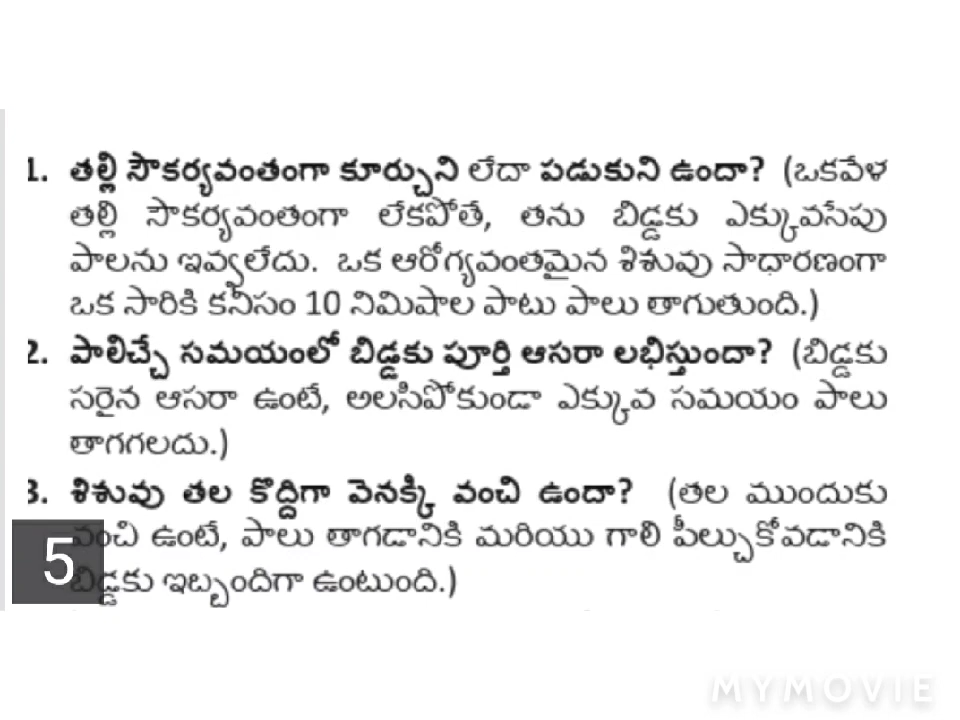 1. తల్లి సౌకర్యవంతంగా కూర్చుని లేదా పడుకుని ఉందా? (ఒకవేళ
తల్లి సౌకర్యవంతంగా లేకపోతే, తను బిడ్డకు ఎక్కువసేపు
పాలను ఇవ్వలేదు. ఒక ఆరోగ్యవంతమైన శిశువు సాధారణంగా
ఒక సారికి కనీసం 10 నిమిషాల పాటు పాలు తాగుతుంది.)
2. పాలిచ్చే సమయంలో బిడ్డకు పూర్తి ఆసరా లభిస్తుందా? (బిడ్డకు
సరైన ఆసరా ఉంటే, అలసిపోకుండా ఎక్కువ సమయం పాలు
తాగగలదు.)
3. శిశువు తల కొద్దిగా వెనక్కి వంచి ఉందా? (తల ముందుకు
వంచి ఉంటే, పాలు తాగడానికి మరియు గాలి పీల్చుకోవడానికి
బిడ్డకు ఇబ్బందిగా ఉంటుంది.)
5
MYMOVIE